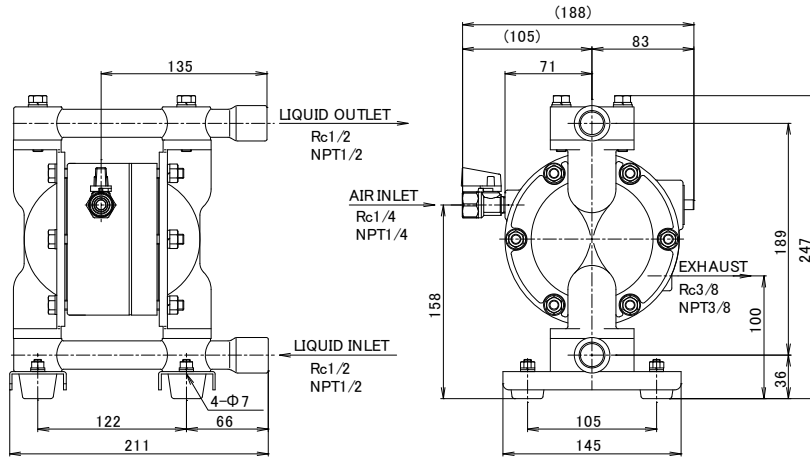 135
LIQUID OUTLET
Rc1/2
NPT1/2
AIR INLET
Rc1/4
NPT1/4
LIQUID INLET
Rc1/2
NPT1/2
4-Φ7
122
66
211
(188)
(105)
83
71
158
EXHAUST
Rc3/8
NPT3/8
100
189
247
36
105
145